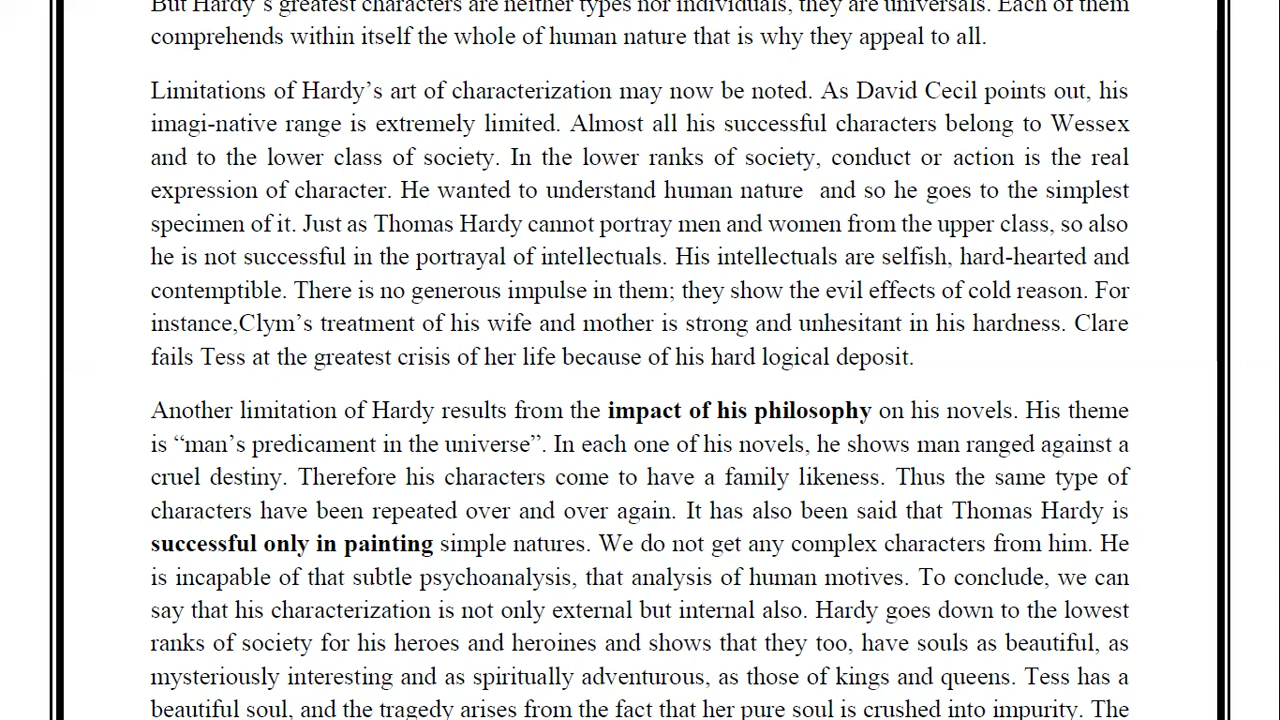 But Hardy's greatest characters are neither types nor individuals, they are universals. Each of them
comprehends within itself the whole of human nature that is why they appeal to all.
Limitations of Hardy’s art of characterization may now be noted. As David Cecil points out, his
imagi-native range is extremely limited. Almost all his successful characters belong to Wessex
and to the lower class of society. In the lower ranks of society, conduct or action is the real
expression of character. He wanted to understand human nature  and so he goes to the simplest
specimen of it. Just as Thomas Hardy cannot portray men and women from the upper class, so also
he is not successful in the portrayal of intellectuals. His intellectuals are selfish, hard-hearted and
contemptible. There is no generous impulse in them; they show the evil effects of cold reason. For
instance,Clym’s treatment of his wife and mother is strong and unhesitant in his hardness. Clare
fails Tess at the greatest crisis of her life because of his hard logical deposit.
Another limitation of Hardy results from the impact of his philosophy on his novels. His theme
is “man’s predicament in the universe”. In each one of his novels, he shows man ranged against a
cruel destiny. Therefore his characters come to have a family likeness. Thus the same type of
characters have been repeated over and over again. It has also been said that Thomas Hardy is
successful only in painting simple natures. We do not get any complex characters from him. He
is incapable of that subtle psychoanalysis, that analysis of human motives. To conclude, we can
say that his characterization is not only external but internal also. Hardy goes down to the lowest
ranks of society for his heroes and heroines and shows that they too, have souls as beautiful, as
mysteriously interesting and as spiritually adventurous, as those of kings and queens. Tess has a
beautiful soul, and the tragedy arises from the fact that her pure soul is crushed into impurity. The